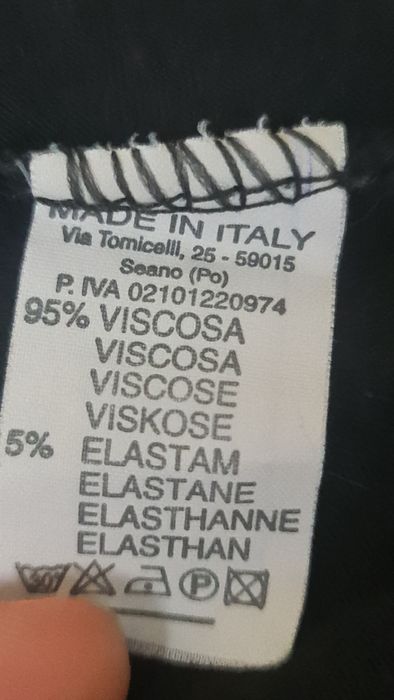 MADE IN ITALY
Via Tomicelli, 25 - 59015
Seano (Po)
P. IVA 02101220974
95% VISCOSA
VISCOSA
VISCOSE
VISKOSE
5% ELASTAM
ELASTANE
ELASTHANNE
ELASTHAN
P